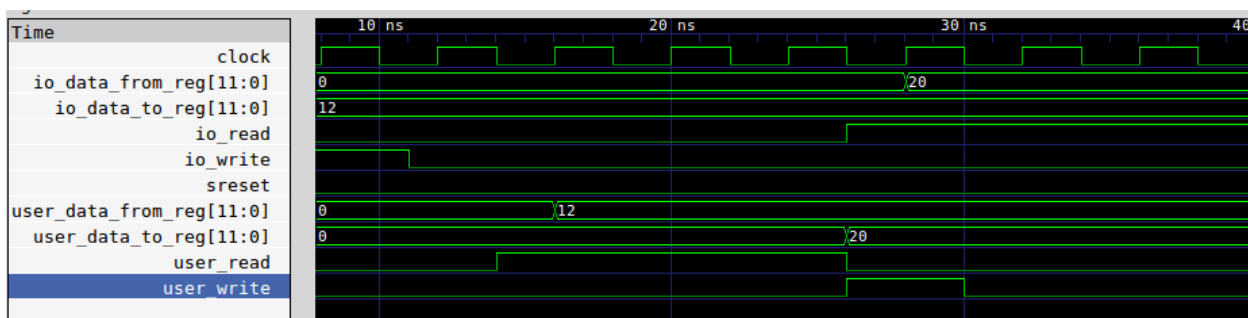 Time
10 ns 20 ns 30 ns 40
clock
io_data_from_reg[11:0] 0 20
io_data_to_reg[11:0] 12
io_read
io_write
sreset
user_data_from_reg[11:0] 0 12
user_data_to_reg[11:0] 0 20
user_read
user_write